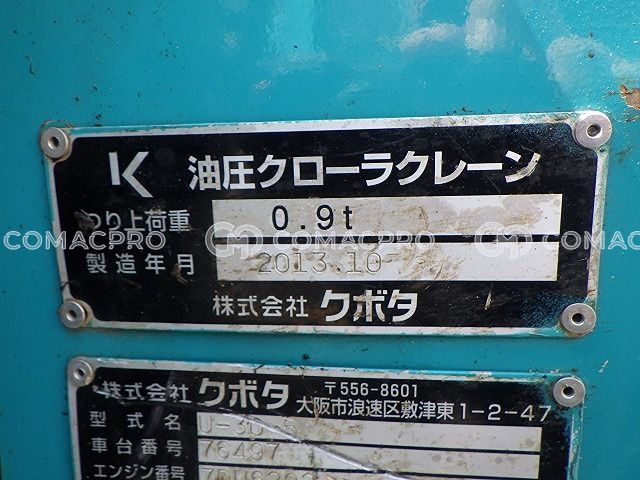 K 油圧クローラクレーン
つり上荷重 0.9t
COMACPRO COMACPRO COMACPRO
製造年月 2013.10
株式会社 クボタ
株式会社 クボタ 〒556-8601
大阪市浪速区敷津東1-2-47
型式名
車台番号 76497
エンジン番号